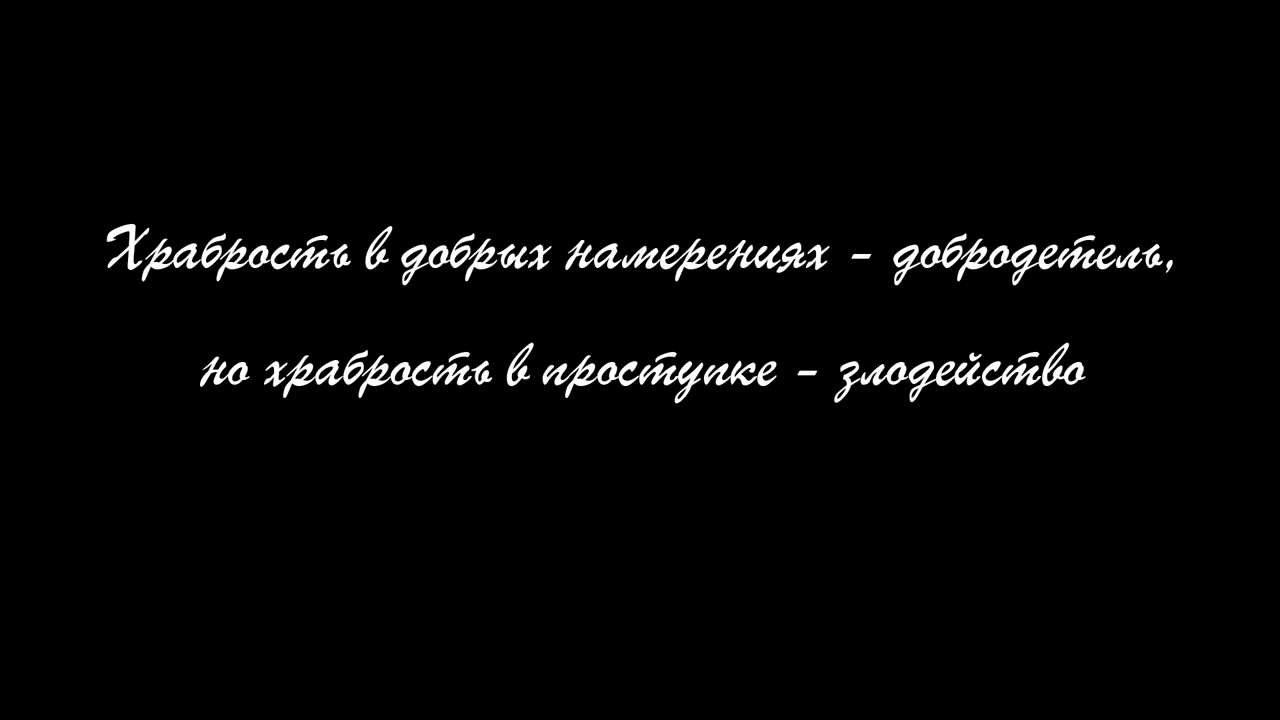 Храбрость в добрых намерениях - добродетель,
но храбрость в проступке - злодейство